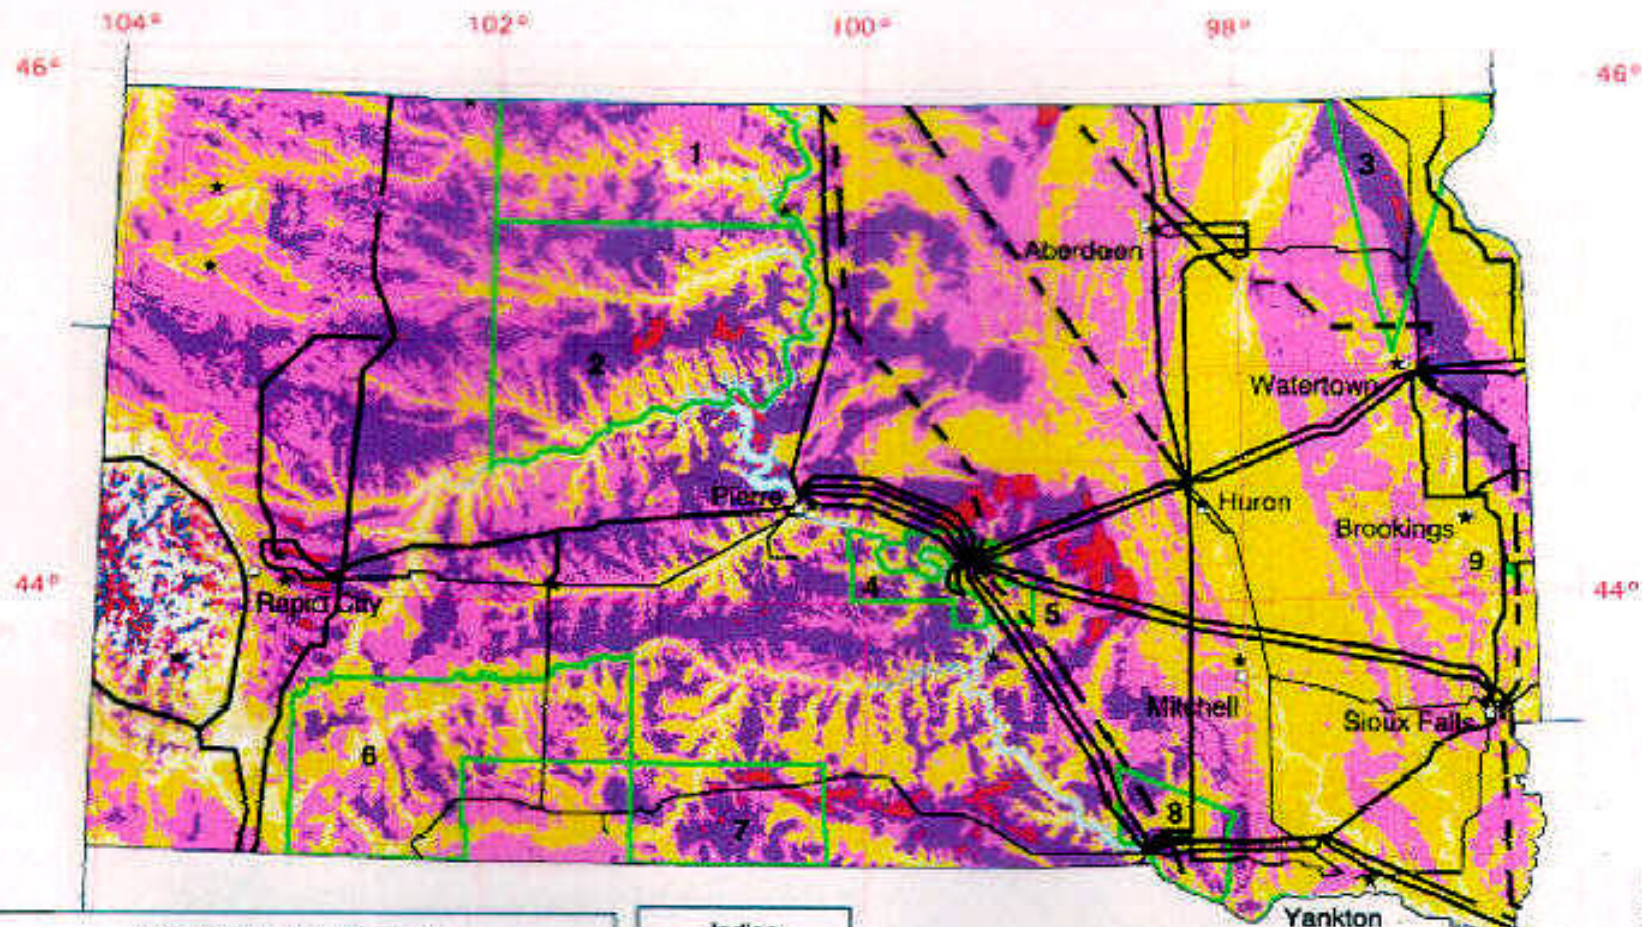 104° 102° 100° 98°
46° 46°
1
3
Aberdeen
2
Watertown
Pierre
1
Huron
Brookings
9
44° 44°
4
5
Rapid City
Mitchell
Sioux Falls
6
8
7
Yankton